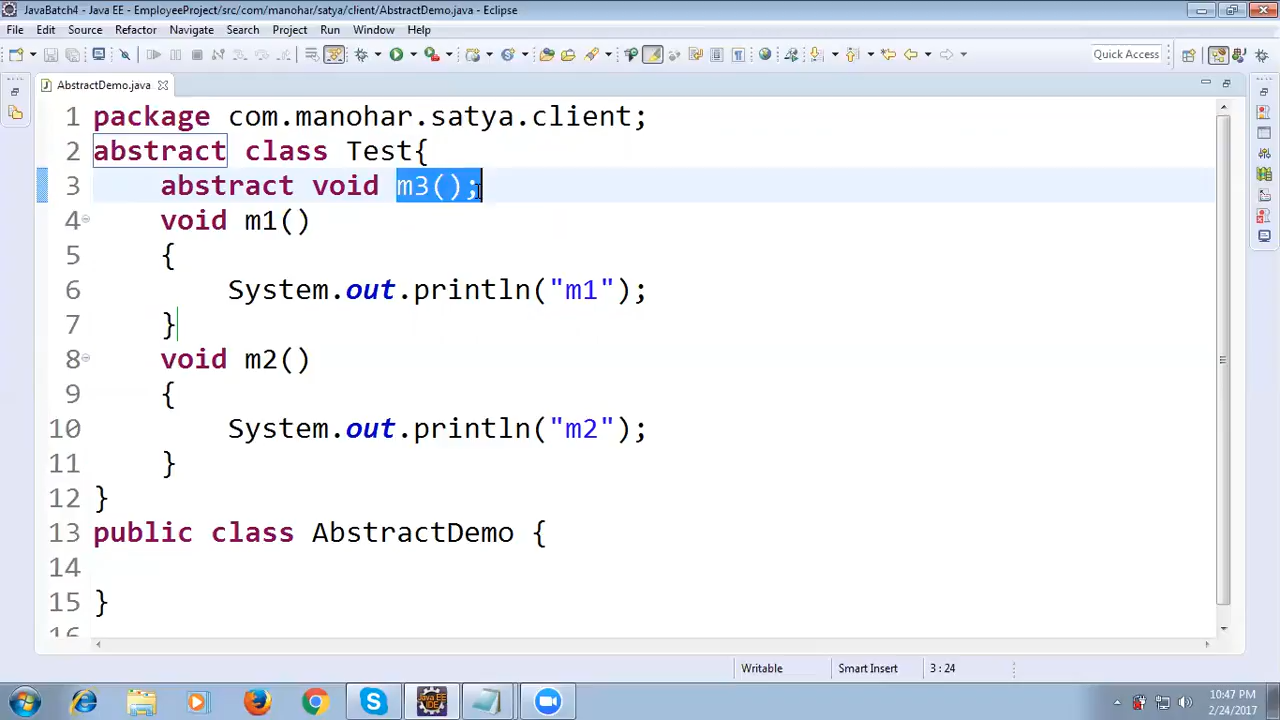 JavaBatch4 - Java EE - EmployeeProject/src/com/manohar/satya/client/AbstractDemo.java - Eclipse
File Edit Source Refactor Navigate Search Project Run Window Help
Quick Access
AbstractDemo.java
1 package com.manohar.satya.client;
2 abstract class Test{
3 abstract void m3();
4 void m1()
5 {
6 System.out.println("m1");
7 }
8 void m2()
9 {
10 System.out.println("m2");
11 }
12 }
13 public class AbstractDemo {
14
15 }
16
Writable Smart Insert 3 : 24
Java EE
IDE
10:47 PM
2/24/2017